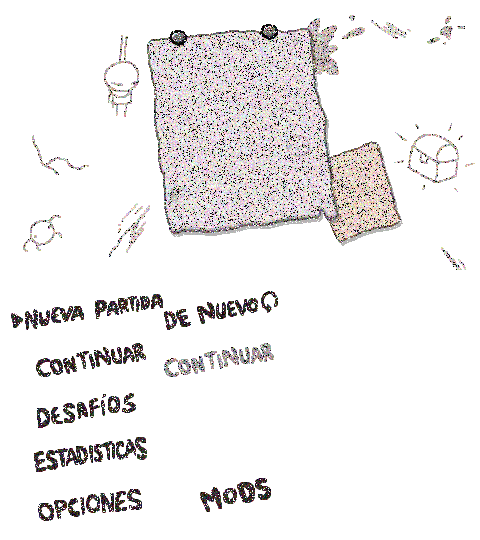 NUEVA PARTIDA
DE NUEVO
CONTINUAR
CONTINUAR
DESAFÍOS
ESTADISTICAS
OPCIONES
MODS